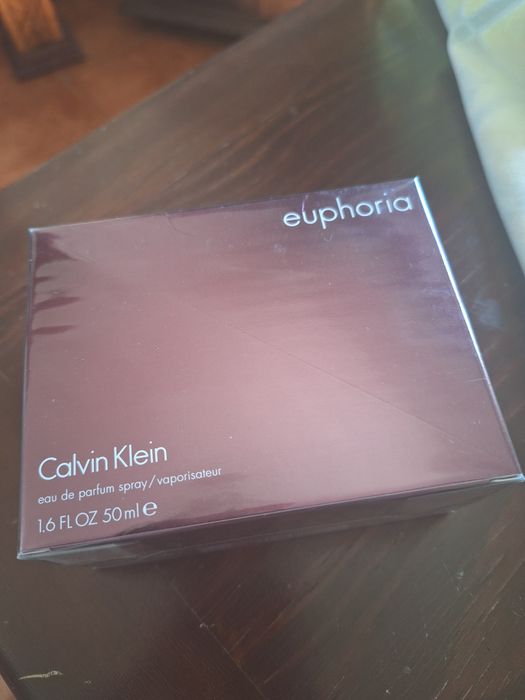 euphoria
Calvin Klein
eau de parfum spray/vaporisateur
1.6 FL OZ 50 ml ℮